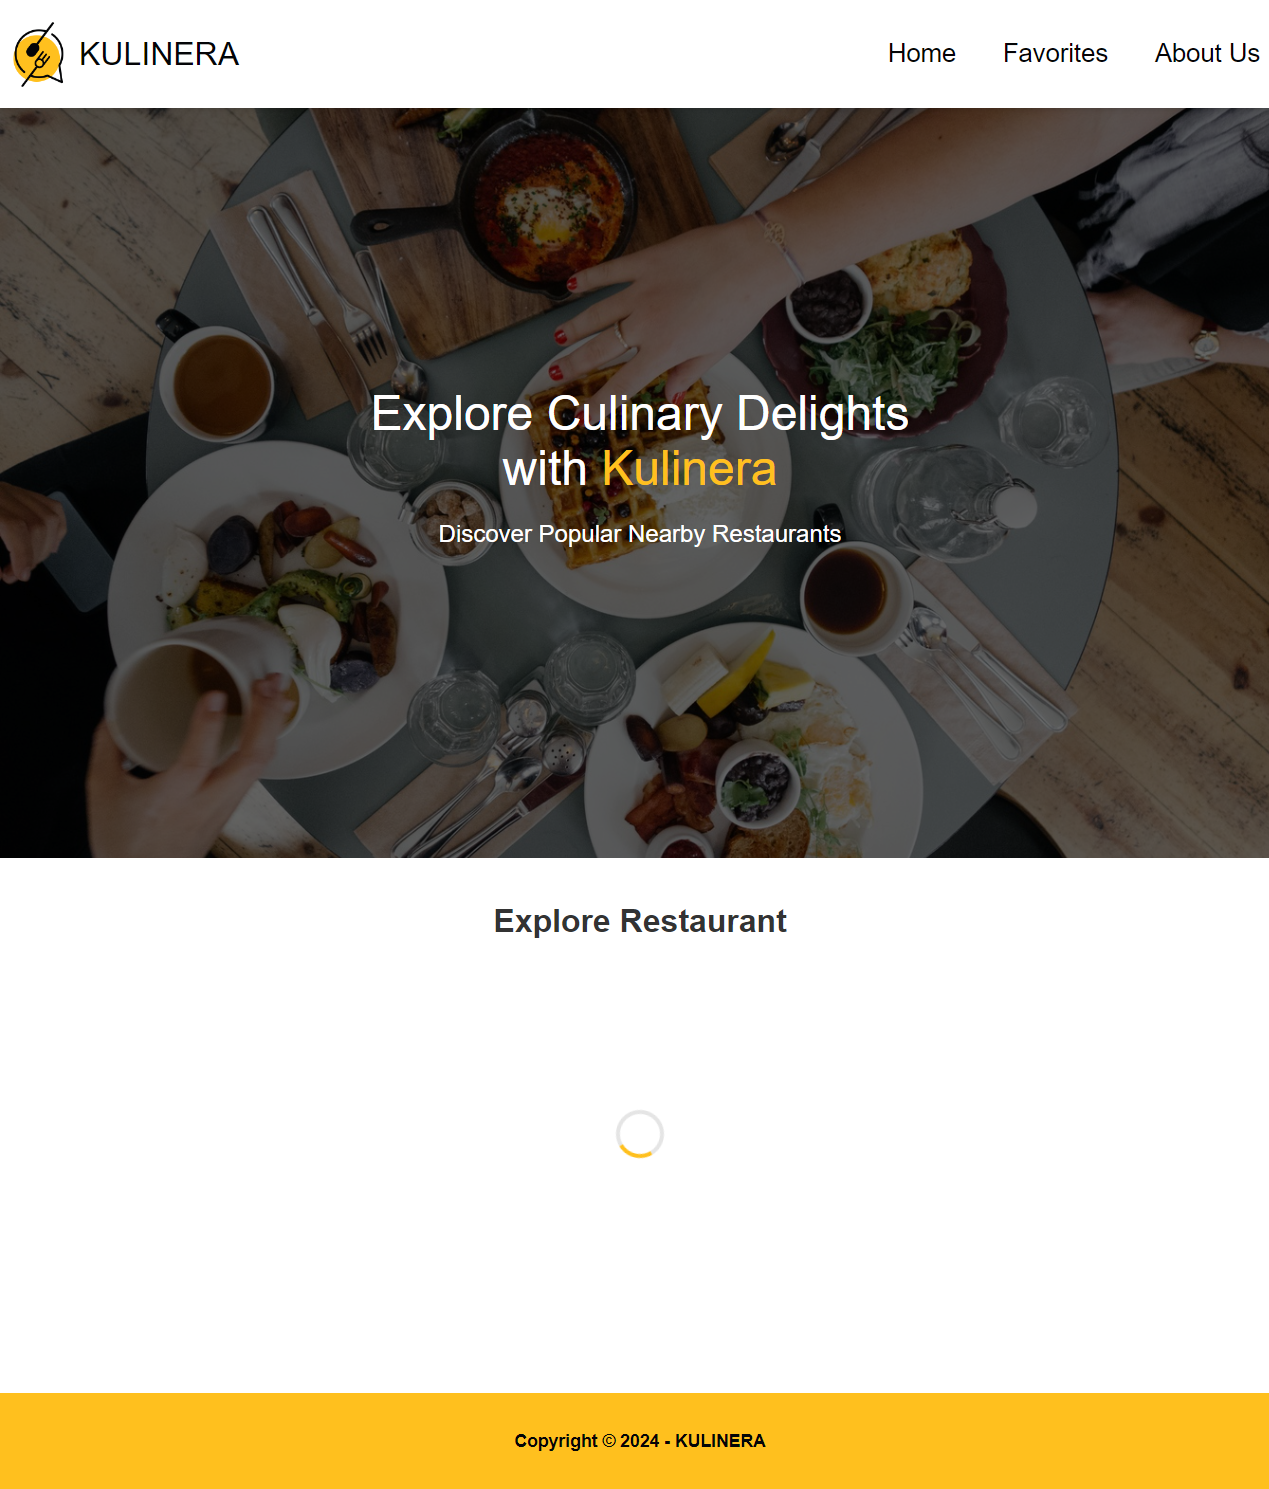 KULINERA
Home Favorites About Us
Explore Culinary Delights
with Kulinera
Discover Popular Nearby Restaurants
Explore Restaurant
Copyright © 2024 - KULINERA